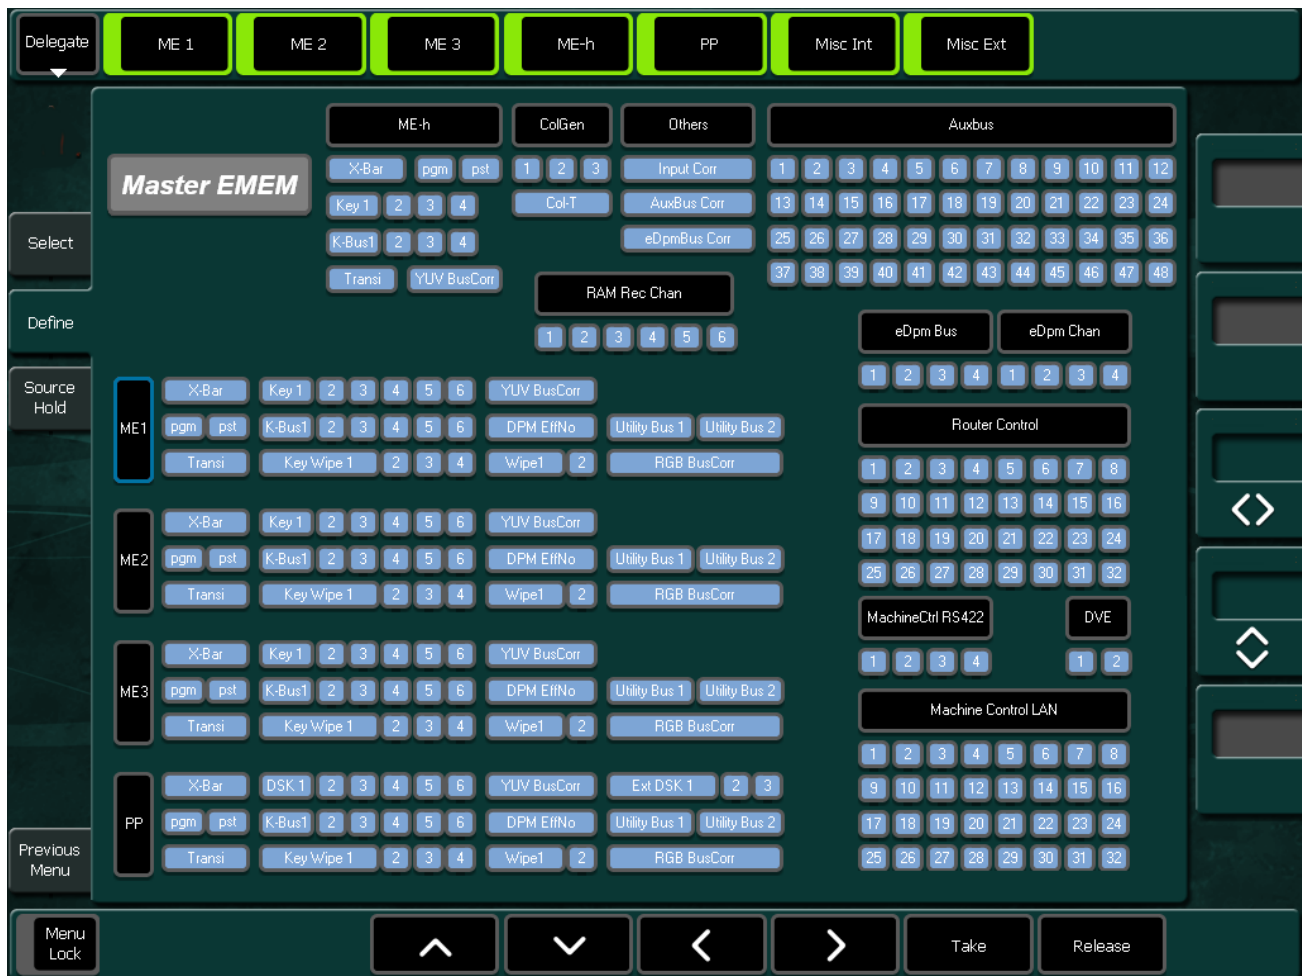 Delegate ME 1 ME 2 ME 3 ME-h PP Misc Int Misc Ext
ME-h ColGen Others Auxbus
Master EMEM
X-Bar pgm pst 1 2 3 Input Corr 1 2 3 4 5 6 7 8 9 10 11 12
Key 1 2 3 4 Col-T AuxBus Corr 13 14 15 16 17 18 19 20 21 22 23 24
K-Bus1 2 3 4 eDpmBus Corr 25 26 27 28 29 30 31 32 33 34 35 36
Transi YUV BusCorr 37 38 39 40 41 42 43 44 45 46 47 48
Select
RAM Rec Chan
1 2 3 4 5 6
Define
eDpm Bus eDpm Chan
1 2 3 4 1 2 3 4
Source
Hold
ME1
X-Bar Key 1 2 3 4 5 6 YUV BusCorr
pgm pst K-Bus1 2 3 4 5 6 DPM EffNo Utility Bus 1 Utility Bus 2
Transi Key Wipe 1 2 3 4 Wipe1 2 RGB BusCorr
Router Control
1 2 3 4 5 6 7 8
9 10 11 12 13 14 15 16
17 18 19 20 21 22 23 24
25 26 27 28 29 30 31 32
ME2
X-Bar Key 1 2 3 4 5 6 YUV BusCorr
pgm pst K-Bus1 2 3 4 5 6 DPM EffNo Utility Bus 1 Utility Bus 2
Transi Key Wipe 1 2 3 4 Wipe1 2 RGB BusCorr
MachineCtrl RS422 DVE
1 2 3 4 1 2
ME3
X-Bar Key 1 2 3 4 5 6 YUV BusCorr
pgm pst K-Bus1 2 3 4 5 6 DPM EffNo Utility Bus 1 Utility Bus 2
Transi Key Wipe 1 2 3 4 Wipe1 2 RGB BusCorr
Machine Control LAN
1 2 3 4 5 6 7 8
9 10 11 12 13 14 15 16
17 18 19 20 21 22 23 24
25 26 27 28 29 30 31 32
PP
X-Bar DSK 1 2 3 4 5 6 YUV BusCorr Ext DSK 1 2 3
pgm pst K-Bus1 2 3 4 5 6 DPM EffNo Utility Bus 1 Utility Bus 2
Transi Key Wipe 1 2 3 4 Wipe1 2 RGB BusCorr
Previous
Menu
Menu
Lock
Take Release